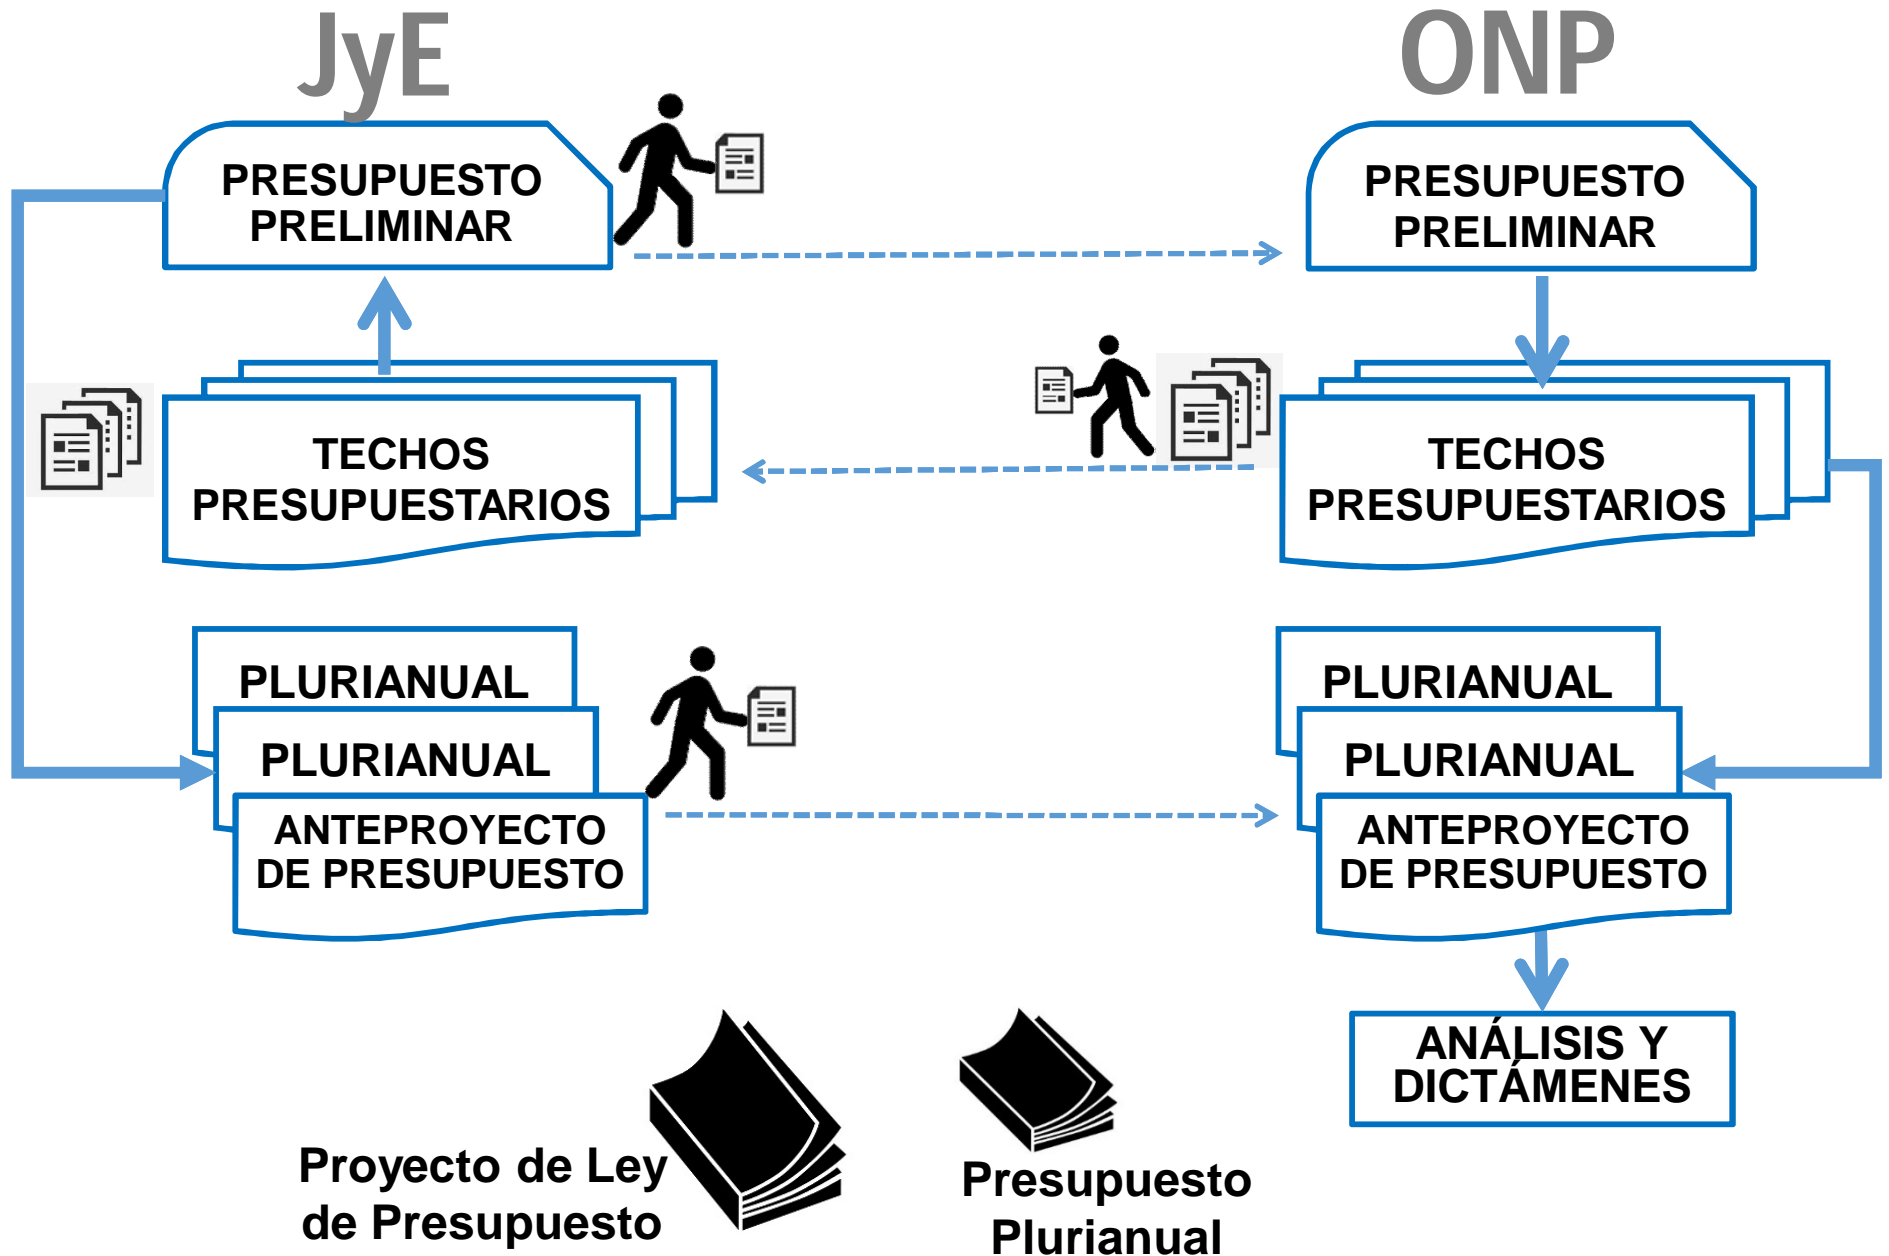 JyE
ONP
PRESUPUESTO
PRELIMINAR
PRESUPUESTO
PRELIMINAR
TECHOS
PRESUPUESTARIOS
TECHOS
PRESUPUESTARIOS
PLURIANUAL
PLURIANUAL
ANTEPROYECTO
DE PRESUPUESTO
PLURIANUAL
PLURIANUAL
ANTEPROYECTO
DE PRESUPUESTO
ANÁLISIS Y
DICTÁMENES
Proyecto de Ley
de Presupuesto
Presupuesto
Plurianual